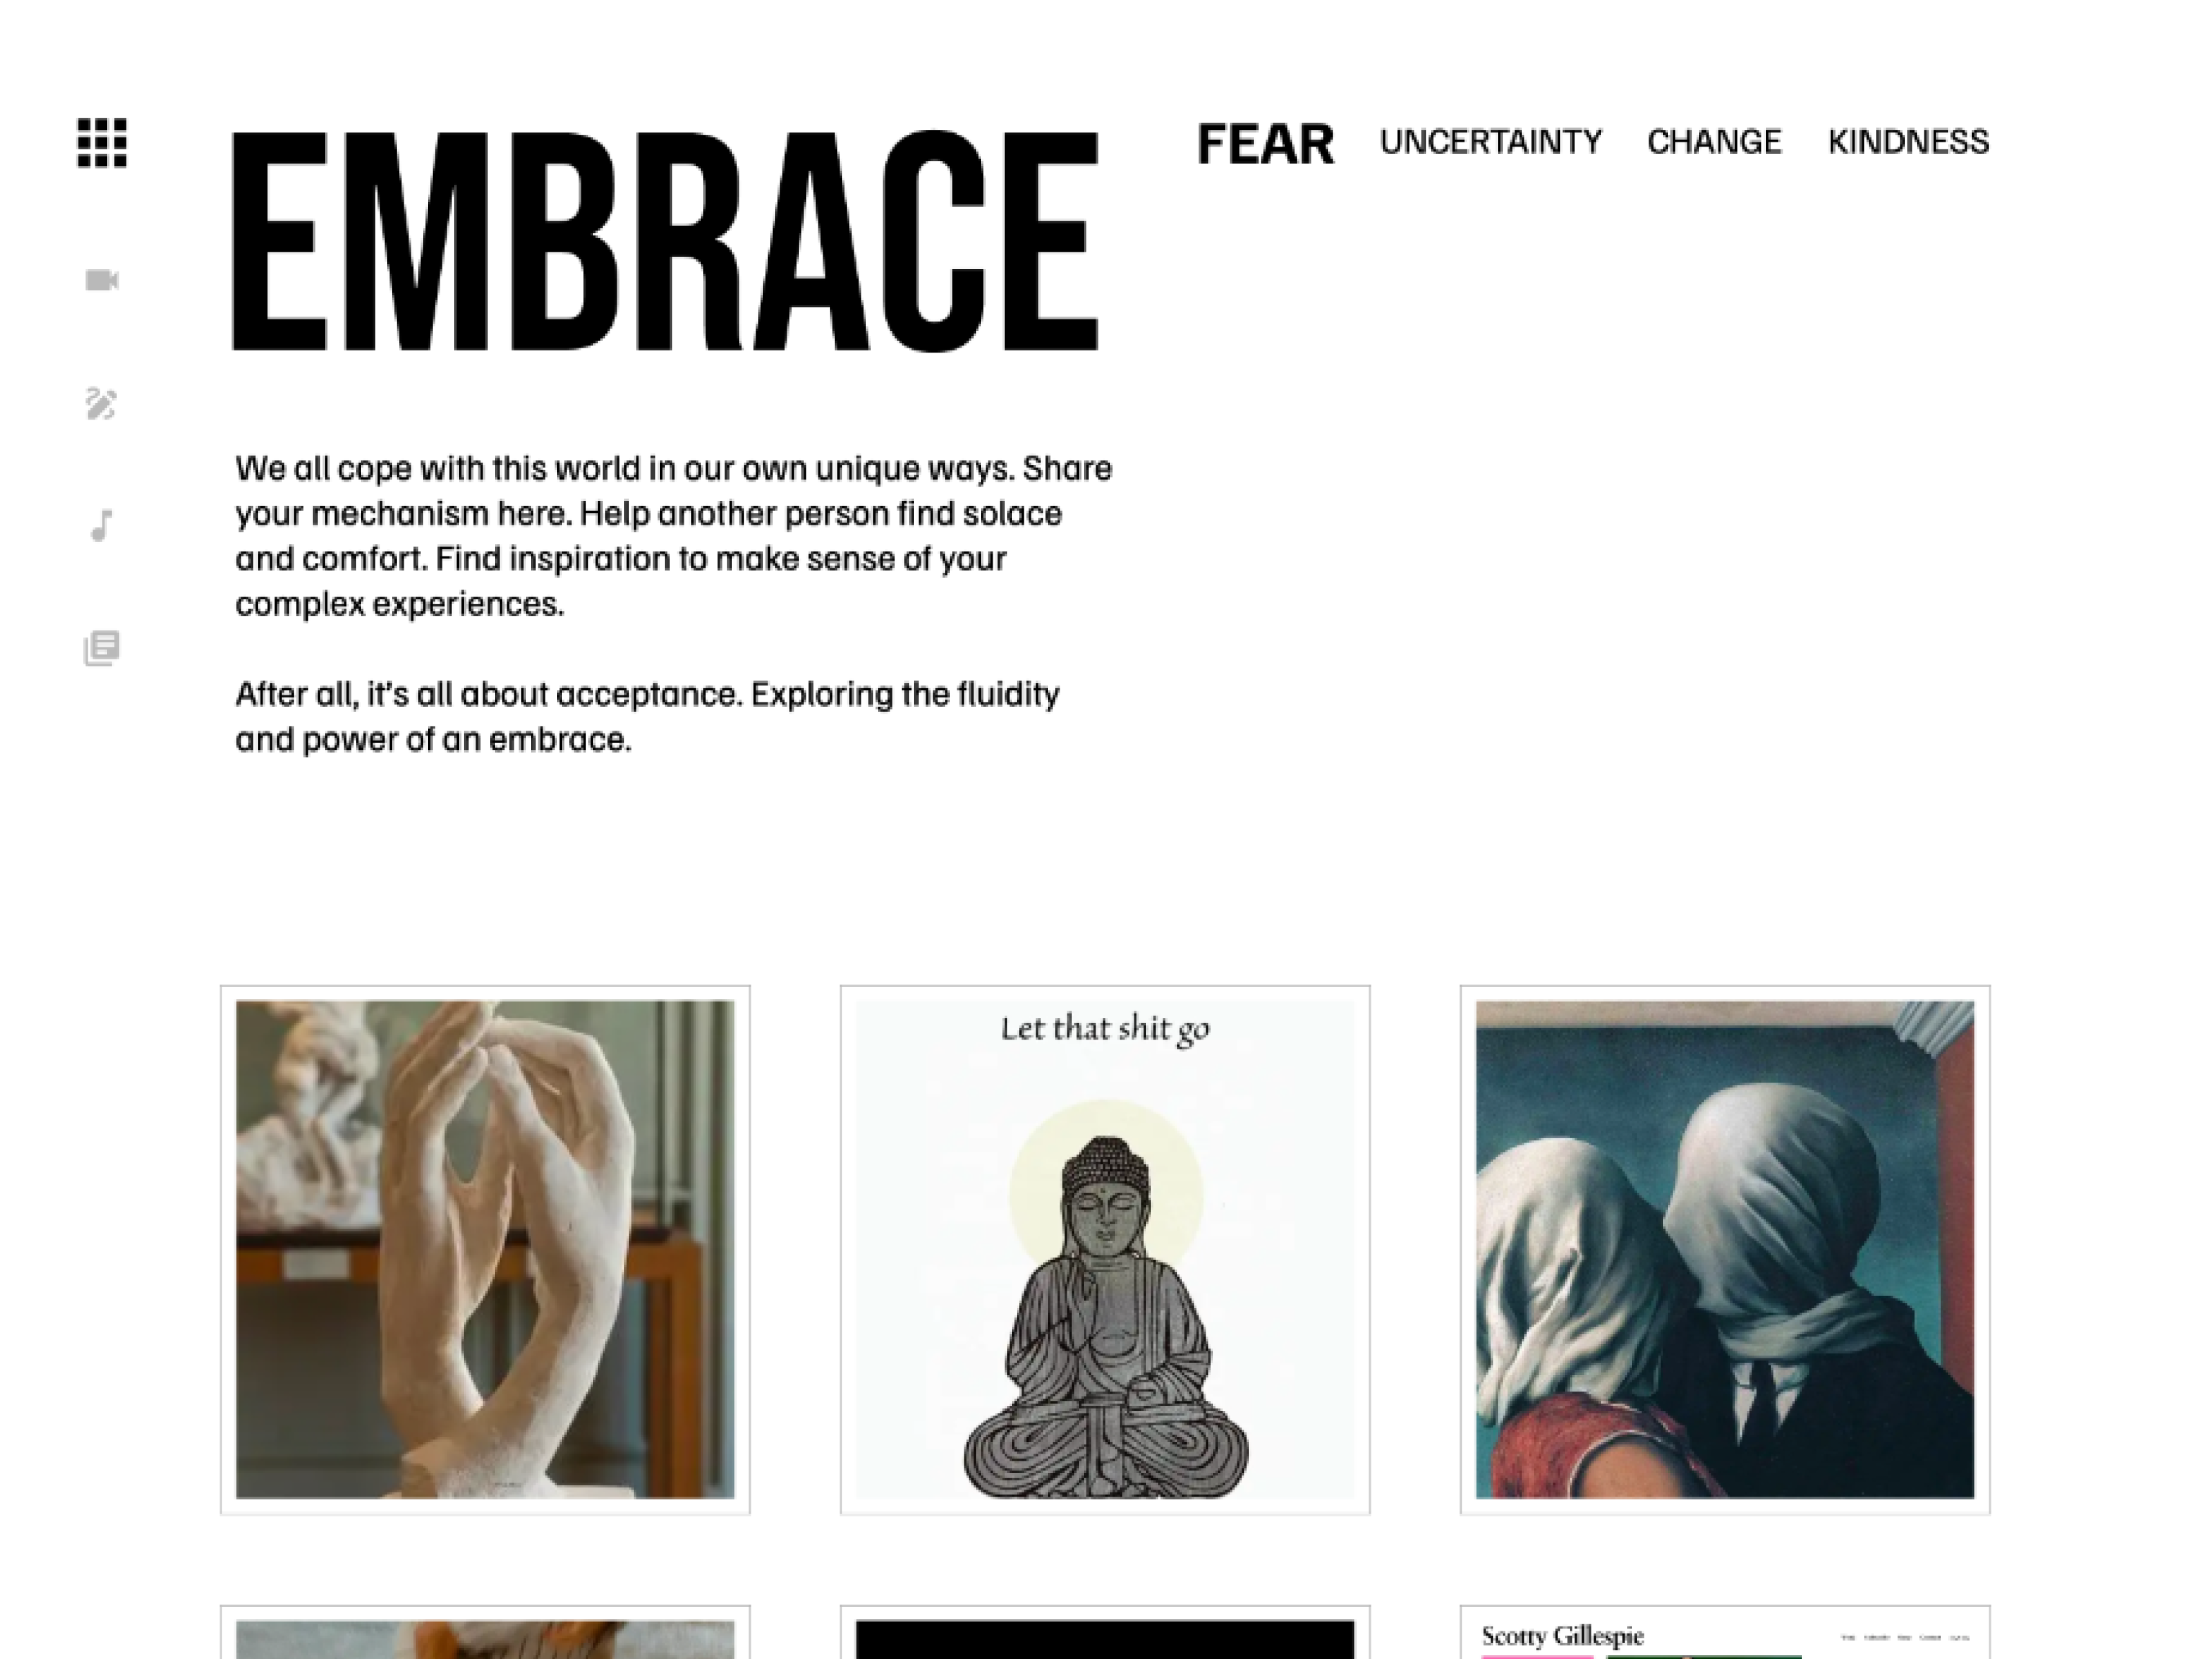 EMBRACE
FEAR UNCERTAINTY CHANGE KINDNESS
We all cope with this world in our own unique ways. Share
your mechanism here. Help another person find solace
and comfort. Find inspiration to make sense of your
complex experiences.
After all, it's all about acceptance. Exploring the fluidity
and power of an embrace.
Let that shit go
Scotty Gillespie